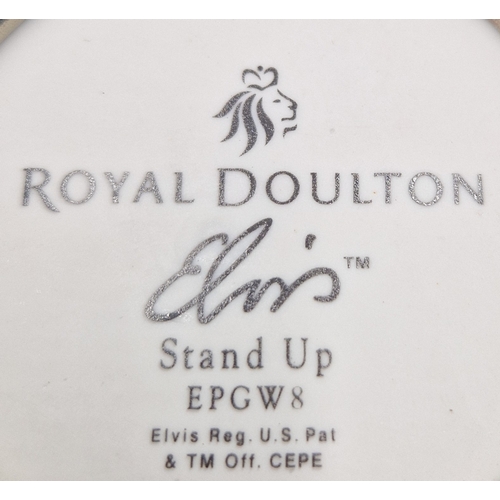 ROYAL DOULTON
Elvis™
Stand Up
EPGW8
Elvis Reg. U.S. Pat
& TM Off. CEPE